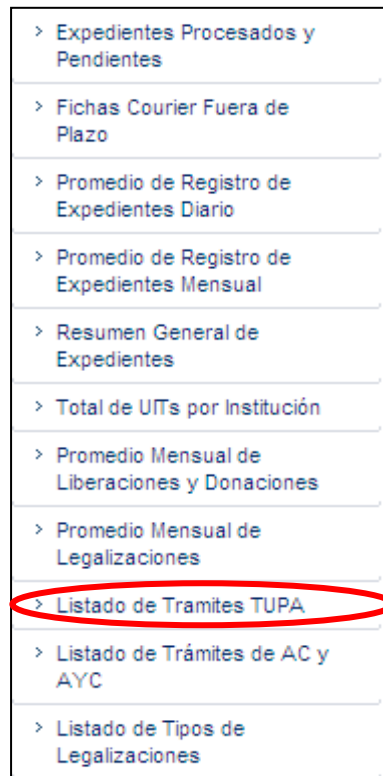 > Expedientes Procesados y
Pendientes
> Fichas Courier Fuera de
Plazo
> Promedio de Registro de
Expedientes Diario
> Promedio de Registro de
Expedientes Mensual
> Resumen General de
Expedientes
> Total de UITs por Institución
> Promedio Mensual de
Liberaciones y Donaciones
> Promedio Mensual de
Legalizaciones
> Listado de Tramites TUPA
> Listado de Trámites de AC y
AYC
> Listado de Tipos de
Legalizaciones